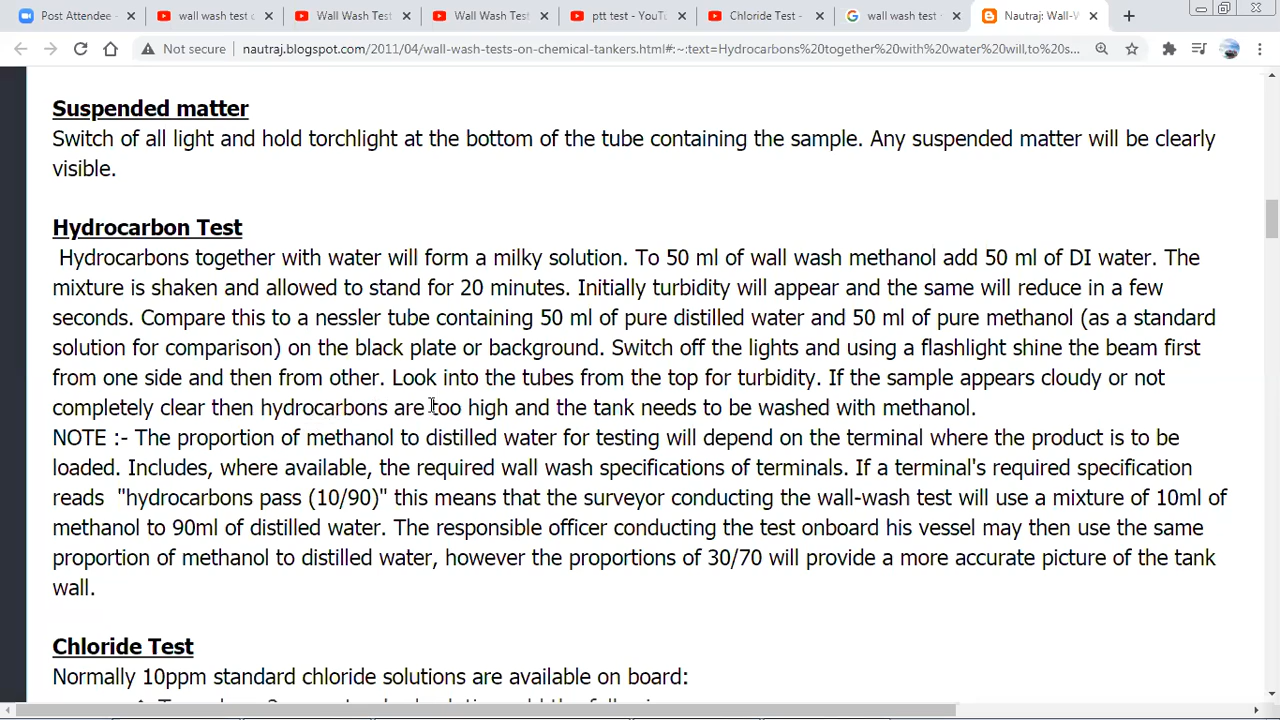 Post Attendee -
wall wash test c
Wall Wash Tes
Wall Wash Tes
ptt test - YouTu
Chloride Test -
wall wash test
Nautraj: Wall-W
Not secure | nautraj.blogspot.com/2011/04/wall-wash-tests-on-chemical-tankers.html#:~:text=Hydrocarbons%20together%20with%20water%20will,to%20s...
Suspended matter
Switch of all light and hold torchlight at the bottom of the tube containing the sample. Any suspended matter will be clearly
visible.
Hydrocarbon Test
Hydrocarbons together with water will form a milky solution. To 50 ml of wall wash methanol add 50 ml of DI water. The
mixture is shaken and allowed to stand for 20 minutes. Initially turbidity will appear and the same will reduce in a few
seconds. Compare this to a nessler tube containing 50 ml of pure distilled water and 50 ml of pure methanol (as a standard
solution for comparison) on the black plate or background. Switch off the lights and using a flashlight shine the beam first
from one side and then from other. Look into the tubes from the top for turbidity. If the sample appears cloudy or not
completely clear then hydrocarbons are too high and the tank needs to be washed with methanol.
NOTE :- The proportion of methanol to distilled water for testing will depend on the terminal where the product is to be
loaded. Includes, where available, the required wall wash specifications of terminals. If a terminal's required specification
reads "hydrocarbons pass (10/90)" this means that the surveyor conducting the wall-wash test will use a mixture of 10ml of
methanol to 90ml of distilled water. The responsible officer conducting the test onboard his vessel may then use the same
proportion of methanol to distilled water, however the proportions of 30/70 will provide a more accurate picture of the tank
wall.
Chloride Test
Normally 10ppm standard chloride solutions are available on board: